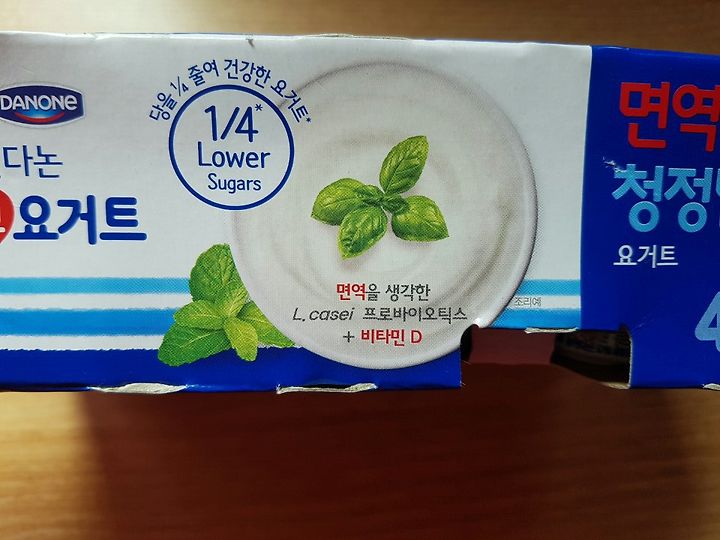 DANONE
다논
요거트
당을 1/4 줄여 건강한 요거트*
1/4*
Lower
Sugars
면역을 생각한
L. casei 프로바이오틱스
+ 비타민 D
조리예
면역
청정
요거트
4